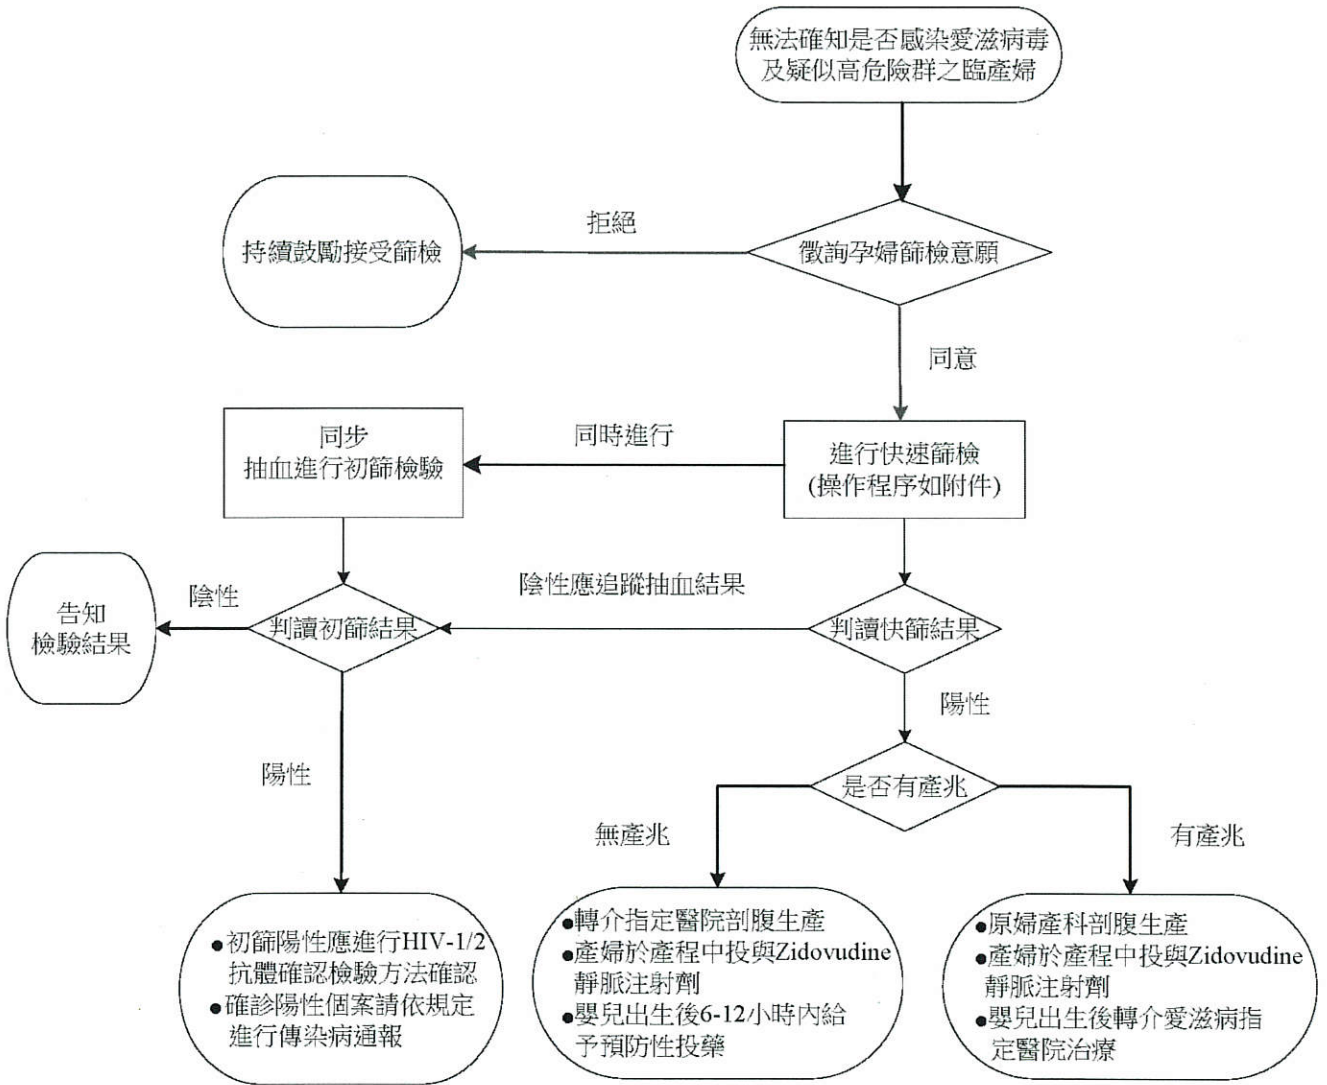 無法確知是否感染愛滋病毒
及疑似高危險群之臨產婦
拒絕
持續鼓勵接受篩檢
徵詢孕婦篩檢意願
同意
同步
抽血進行初篩檢驗
同時進行
進行快速篩檢
(操作程序如附件)
告知
檢驗結果
陰性
判讀初篩結果
陰性應追蹤抽血結果
判讀快篩結果
陽性
陽性
是否有產兆
無產兆
有產兆
●初篩陽性應進行HIV-1/2
抗體確認檢驗方法確認
●確診陽性個案請依規定
進行傳染病通報
●轉介指定醫院剖腹生產
●產婦於產程中投與Zidovudine
靜脈注射劑
●嬰兒出生後6-12小時內給
予預防性投藥
●原婦產科剖腹生產
●產婦於產程中投與Zidovudine
靜脈注射劑
●嬰兒出生後轉介愛滋病指
定醫院治療